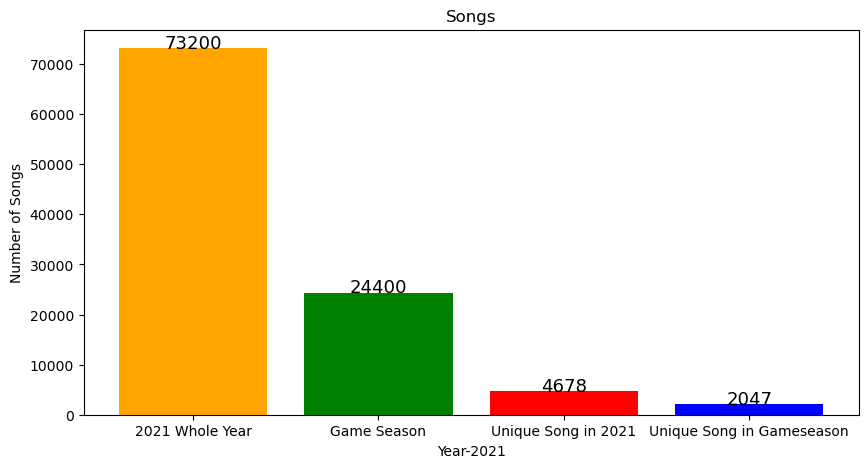 Songs
Number of Songs
70000
60000
50000
40000
30000
20000
10000
0
73200
24400
4678
2047
2021 Whole Year
Game Season
Unique Song in 2021
Unique Song in Gameseason
Year-2021